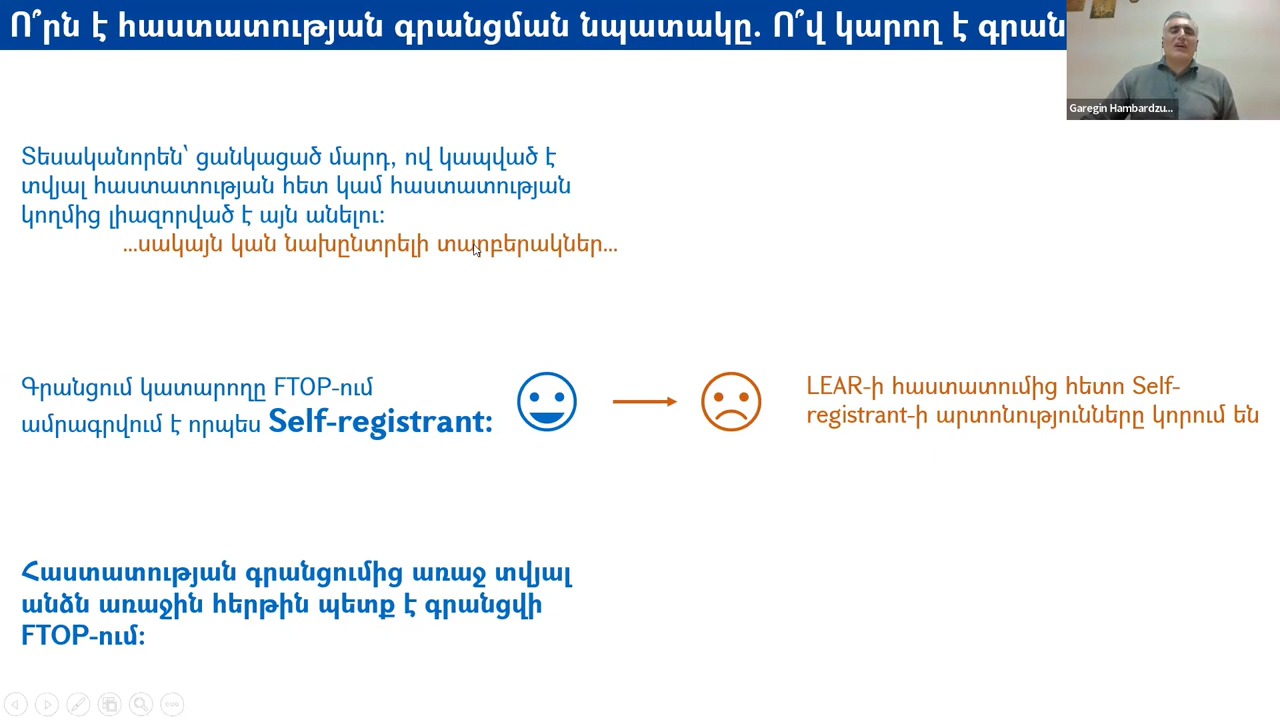 Ո՞րն է հաստատության գրանցման նպատակը. Ո՞վ կարող է գրան
Garegin Hambardzu...
Տեսականորեն՝ ցանկացած մարդ, ով կապված է
տվյալ հաստատության հետ կամ հաստատության
կողմից լիազորված է այն անելու:
...սակայն կան նախընտրելի տարբերակներ...
Գրանցում կատարողը FTOP-ում
ամրագրվում է որպես Self-registrant:
LEAR-ի հաստատումից հետո Self-
registrant-ի արտոնությունները կորում են
Հաստատության գրանցումից առաջ տվյալ
անձն առաջին հերթին պետք է գրանցվի
FTOP-ում: